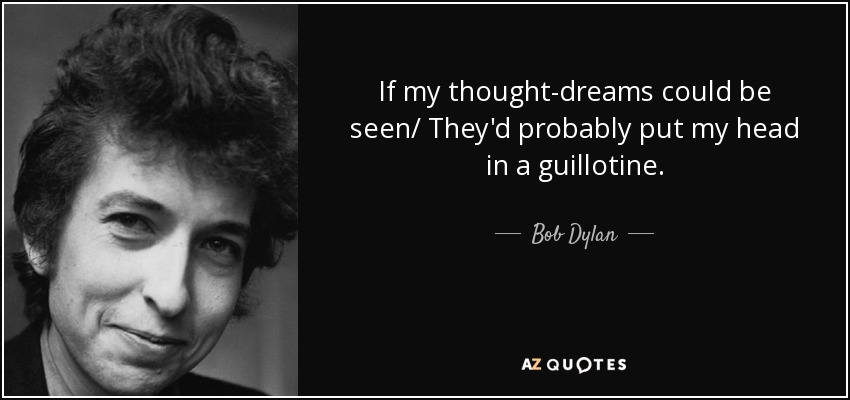 If my thought-dreams could be
seen/ They'd probably put my head
in a guillotine.
Bob Dylan
AZ QUOTES